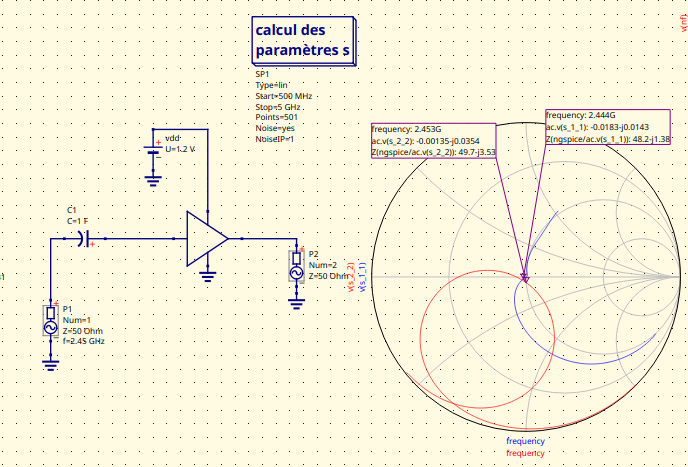 calcul des
paramètres s
SP1
Type=lin
Start=500 MHz
Stop=5 GHz
Points=501
Noise=yes
NoiseIP=1
v(nf)
frequency: 2.453G
ac.v(s_2_2): -0.00135-j0.0354
Z(ngspice/ac.v(s_2_2)): 49.7-j3.53
frequency: 2.444G
ac.v(s_1_1): -0.0183-j0.0143
Z(ngspice/ac.v(s_1_1)): 48.2-j1.38
vdd
U=1.2 V
C1
C=1 F
P2
Num=2
Z=50 Ohm
P1
Num=1
Z=50 Ohm
f=2.45 GHz
v(s_2_2)
v(s_1_1)
frequency
frequency